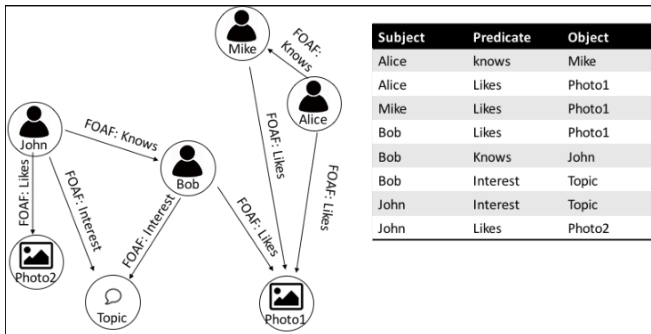 Mike
FOAF: Knows
Alice
John
FOAF: Knows
Bob
FOAF: Likes
FOAF: Interest
FOAF: Interest
FOAF: Likes
FOAF: Likes
FOAF: Likes
Photo2
Topic
Photo1
Subject Predicate Object
Alice knows Mike
Alice Likes Photo1
Mike Likes Photo1
Bob Likes Photo1
Bob Knows John
Bob Interest Topic
John Interest Topic
John Likes Photo2